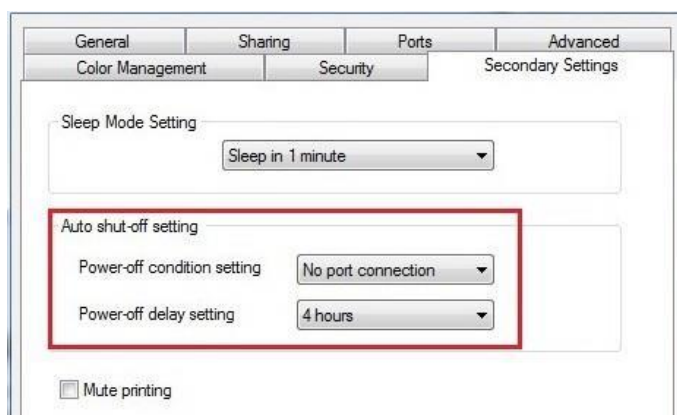 General Sharing Ports Advanced
Color Management Security Secondary Settings
Sleep Mode Setting
Sleep in 1 minute
Auto shut-off setting
Power-off condition setting No port connection
Power-off delay setting 4 hours
Mute printing